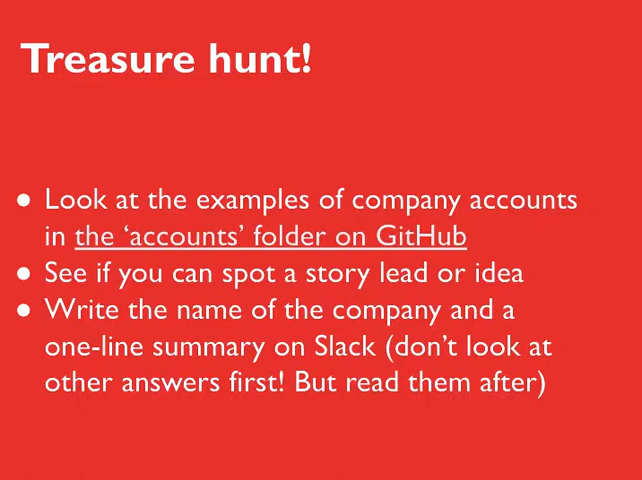 Treasure hunt!
● Look at the examples of company accounts
in the ‘accounts’ folder on GitHub
● See if you can spot a story lead or idea
● Write the name of the company and a
one-line summary on Slack (don’t look at
other answers first! But read them after)